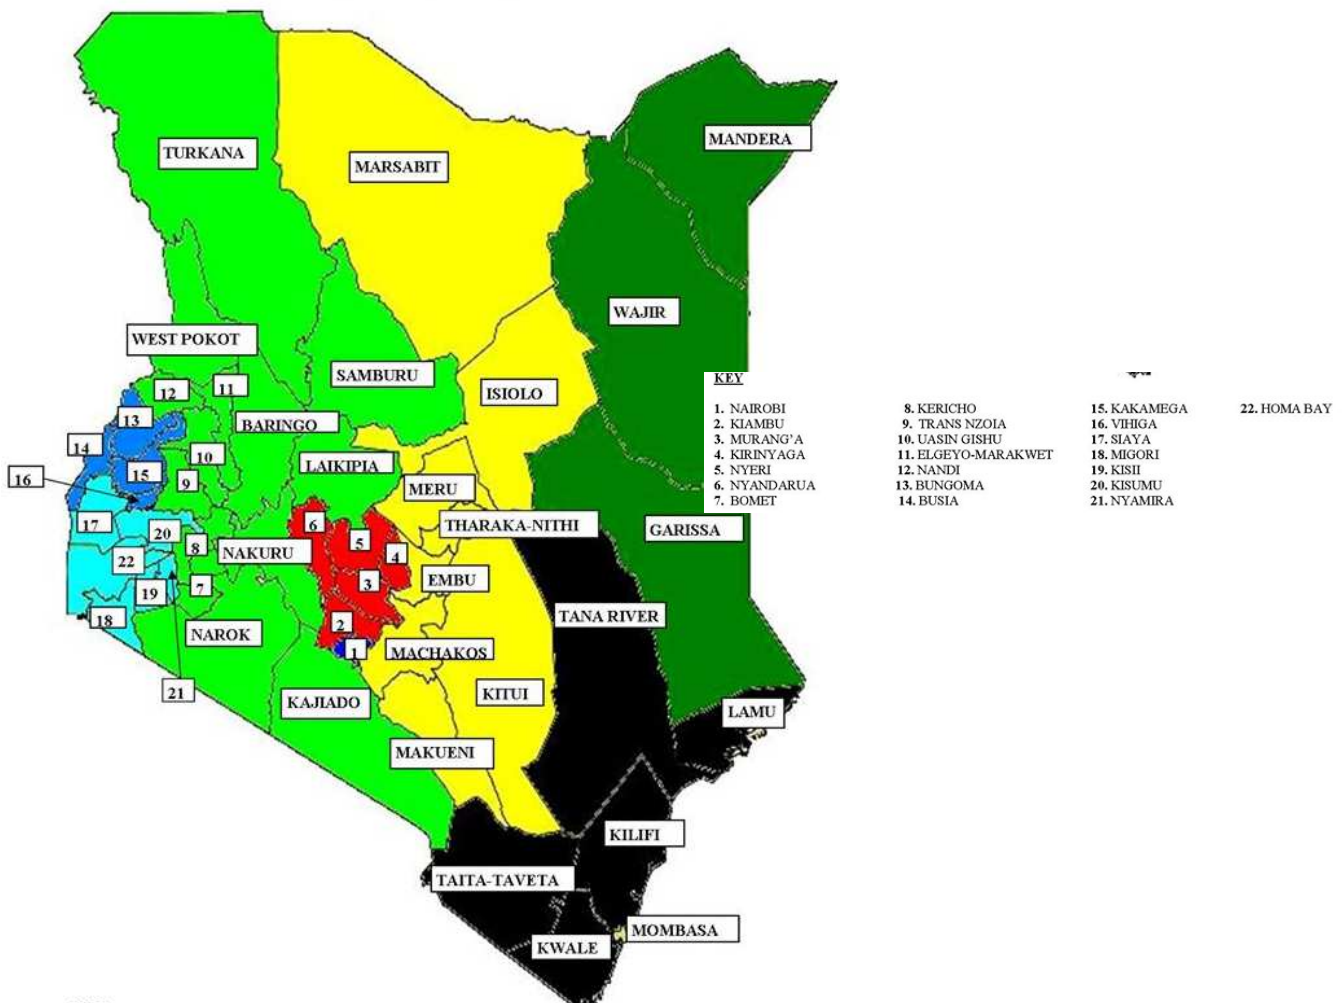 MANDERA
TURKANA
MARSABIT
WAJIR
WEST POKOT
SAMBURU
ISIOLO
KEY
1. NAIROBI
2. KIAMBU
3. MURANG'A
4. KIRINYAGA
5. NYERI
6. NYANDARUA
7. BOMET
8. KERICHO
9. TRANS NZOIA
10. UASIN GISHU
11. ELGEYO-MARAKWET
12. NANDI
13. BUNGOMA
14. BUSIA
15. KAKAMEGA
16. VIHIGA
17. SIAYA
18. MIGORI
19. KISII
20. KISUMU
21. NYAMIRA
22. HOMA BAY
11
12
13
BARINGO
14
10
LAIKIPIA
15
16
9
MERU
17
6
THARAKA-NITHI
GARISSA
20
5
8
NAKURU
4
22
EMBU
3
7
19
18
2
TANA RIVER
NAROK
1
MACHAKOS
21
KAJIADO
KITUI
LAMU
MAKUENI
KILIFI
TAITA-TAVETA
MOMBASA
KWALE